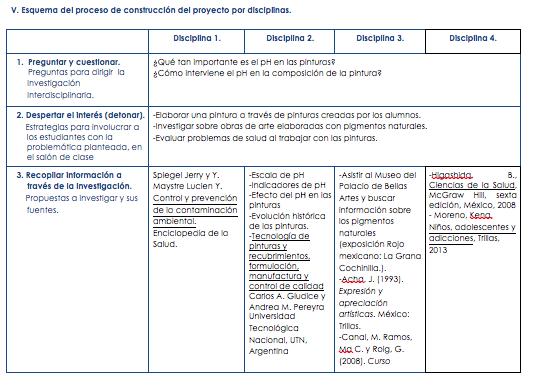 V. Esquema del proceso de construcción del proyecto por disciplinas.
Disciplina 1.
Disciplina 2.
Disciplina 3.
Disciplina 4.
1. Preguntar y cuestionar.
Preguntas para dirigir la
Investigación
Interdisciplinaria.
¿Qué tan importante es el pH en las pinturas?
¿Cómo interviene el pH en la composición de la pintura?
2. Despertar el interés (detonar).
Estrategias para involucrar a
los estudiantes con la
problemática planteada, en
el salón de clase
-Elaborar una pintura a través de pinturas creadas por los alumnos.
-Investigar sobre obras de arte elaboradas con pigmentos naturales.
-Evaluar problemas de salud al trabajar con las pinturas.
3. Recopilar información a
través de la investigación.
Propuestas a investigar y sus
fuentes.
Spiegel Jerry y Y.
Maystre Lucien Y.
Control y prevención
de la contaminación
ambiental.
Enciclopedia de la
Salud.
-Escala de pH
-Indicadores de pH
-Efecto del pH en las
pinturas
-Evolución histórica
de las pinturas.
-Tecnología de
pinturas y
recubrimientos,
formulación,
manufactura y
control de calidad
Carlos A. Giudice y
Andrea M. Pereyra
Universidad
Tecnológica
Nacional, UTN,
Argentina
-Asistir al Museo del
Palacio de Bellas
Artes y buscar
información sobre
los pigmentos
naturales
(exposición Rojo
mexicano: La Grana
Cochinilla.).
-Acha, J. (1993).
Expresión y
apreciación
artísticas. México:
Trillas.
-Canal, M. Ramos,
Ma C. y Roig, G.
(2008). Curso
-Higashida, B.,
Ciencias de la Salud,
McGraw Hill, sexta
edición, México, 2008
- Moreno, Kena,
Niños, adolescentes y
adicciones, Trillas,
2013